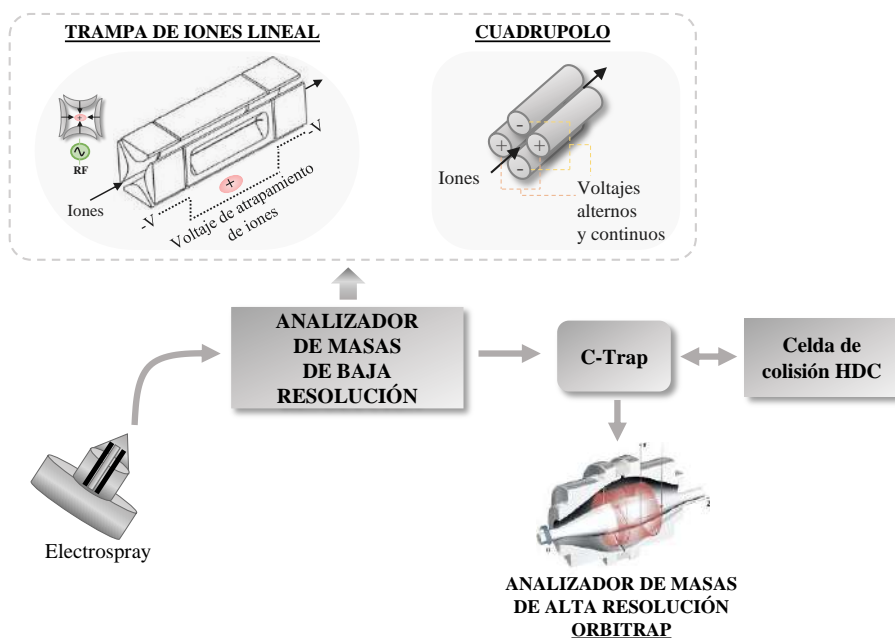 TRAMPA DE IONES LINEAL
CUADRUPOLO
RF
Iones
-V
Voltaje de atrapamiento
de iones
-V
+
-
+
+
-
Iones
Voltajes
alternos
y continuos
ANALIZADOR
DE MASAS
DE BAJA
RESOLUCIÓN
C-Trap
Celda de
colisión HDC
Electrospray
ANALIZADOR DE MASAS
DE ALTA RESOLUCIÓN
ORBITRAP